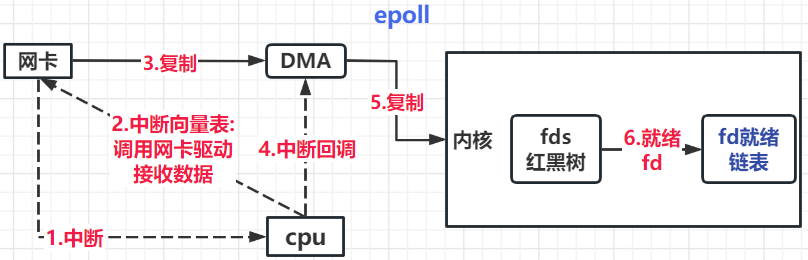 epoll
网卡
3.复制
DMA
2.中断向量表:
调用网卡驱动
接收数据
4.中断回调
5.复制
内核
fds
红黑树
6.就绪
fd
fd就绪
链表
1.中断
cpu